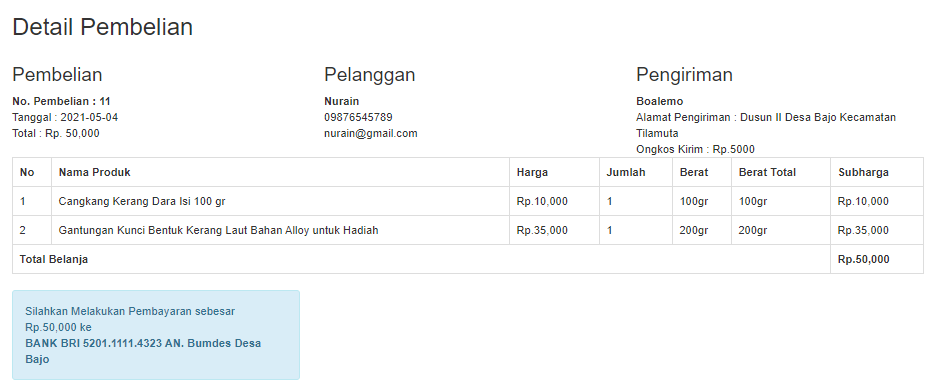 Detail Pembelian
Pembelian
No. Pembelian : 11
Tanggal : 2021-05-04
Total : Rp. 50,000
Pelanggan
Nurain
09876545789
nurain@gmail.com
Pengiriman
Boalemo
Alamat Pengiriman : Dusun II Desa Bajo Kecamatan
Tilamuta
Ongkos Kirim : Rp.5000
No Nama Produk Harga Jumlah Berat Berat Total Subharga
1 Cangkang Kerang Dara Isi 100 gr Rp.10,000 1 100gr 100gr Rp.10,000
2 Gantungan Kunci Bentuk Kerang Laut Bahan Alloy untuk Hadiah Rp.35,000 1 200gr 200gr Rp.35,000
Total Belanja Rp.50,000
Silahkan Melakukan Pembayaran sebesar
Rp.50,000 ke
BANK BRI 5201.1111.4323 AN. Bumdes Desa
Bajo